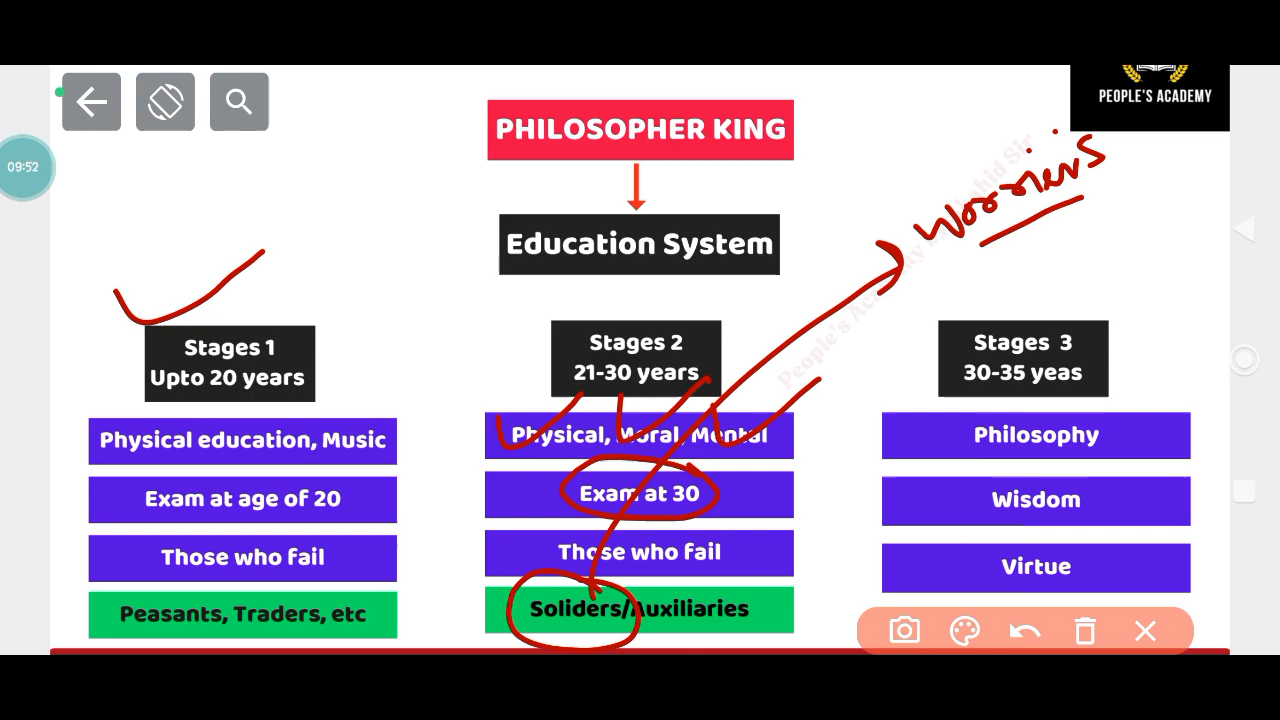 PEOPLE'S ACADEMY
09:52
PHILOSOPHER KING
Education System
Worriers
Stages 1
Upto 20 years
Physical education, Music
Exam at age of 20
Those who fail
Peasants, Traders, etc
Stages 2
21-30 years
Physical, Moral, Mental
Exam at 30
Those who fail
Soliders/Auxiliaries
Stages 3
30-35 yeas
Philosophy
Wisdom
Virtue